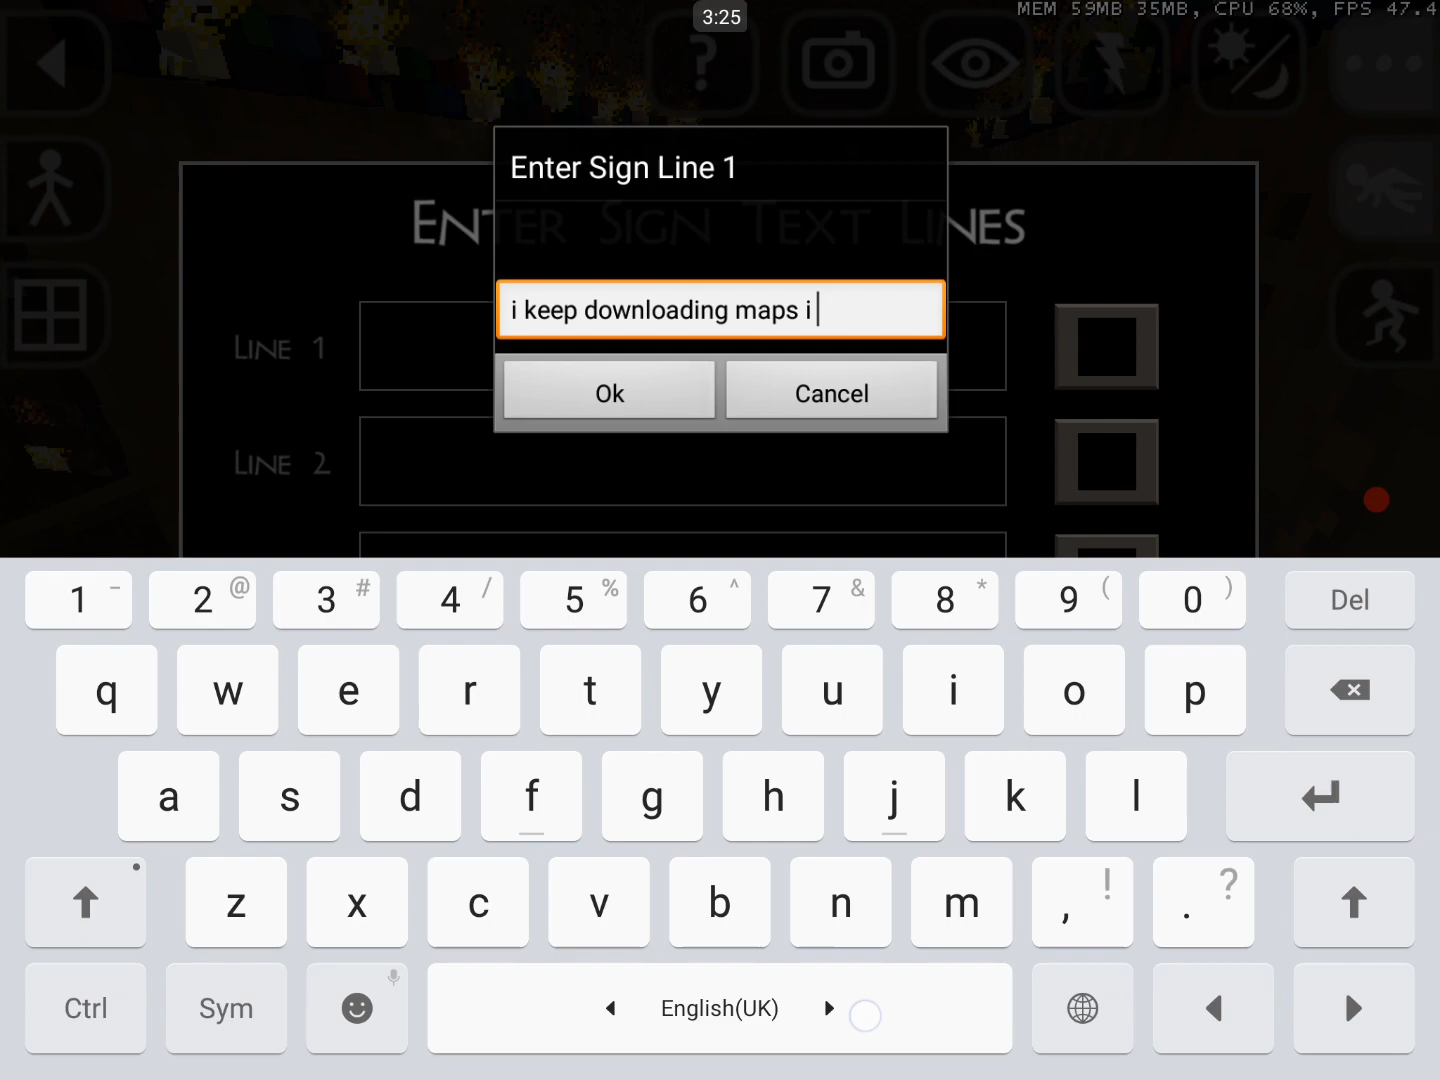 3:25
MEM 59MB 35MB, CPU 68%, FPS 47.4
?
Enter Sign Line 1
Enter Sign Text Lines
i keep downloading maps i
Line 1
Ok Cancel
Line 2
1 – 2 @ 3 # 4 / 5 % 6 ^ 7 & 8 * 9 ( 0 ) Del
q w e r t y u i o p
a s d f g h j k l
z x c v b n m , ! . ?
Ctrl Sym English(UK)